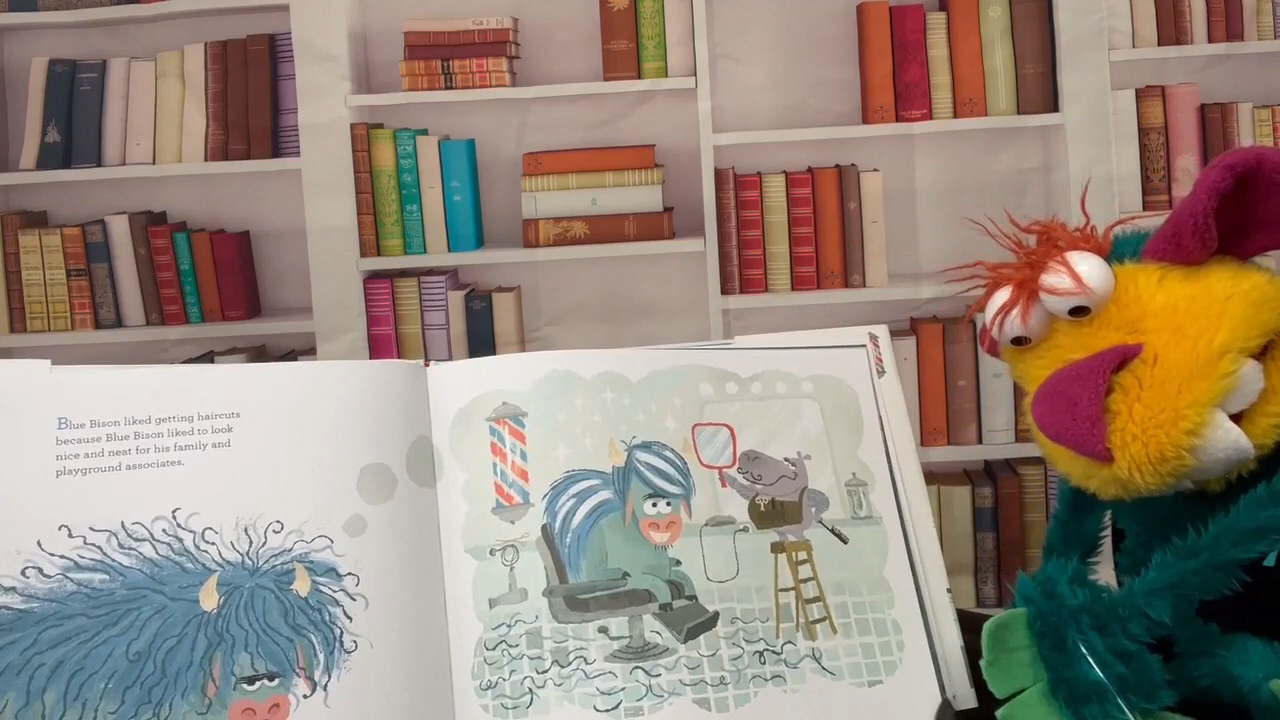 Blue Bison liked getting haircuts
because Blue Bison liked to look
nice and neat for his family and
playground associates.